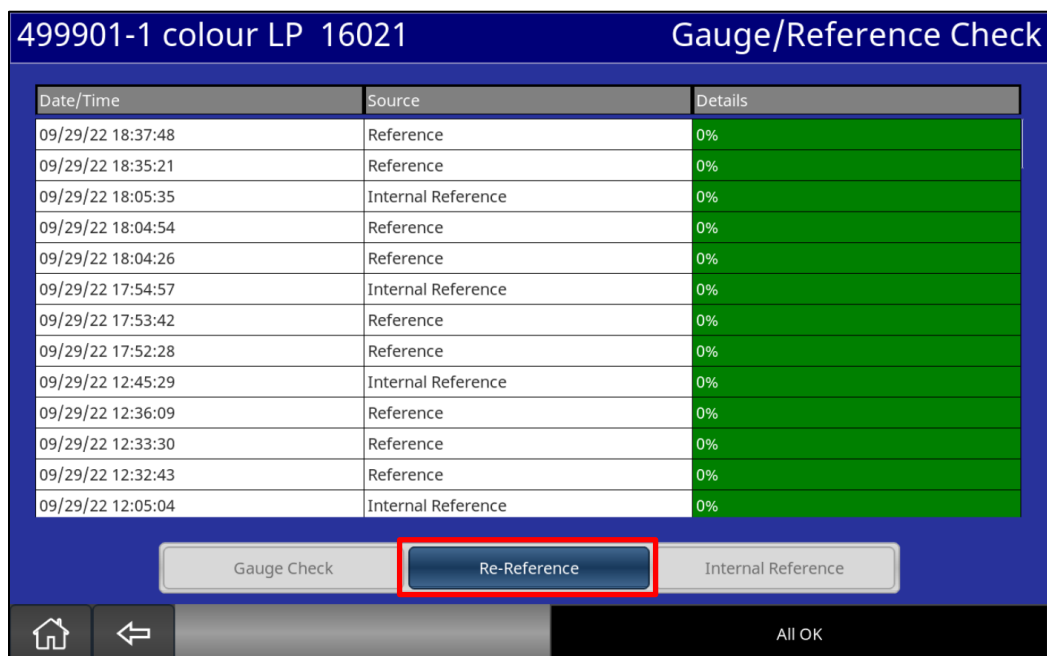 499901-1 colour LP 16021 Gauge/Reference Check
Date/Time Source Details
09/29/22 18:37:48 Reference 0%
09/29/22 18:35:21 Reference 0%
09/29/22 18:05:35 Internal Reference 0%
09/29/22 18:04:54 Reference 0%
09/29/22 18:04:26 Reference 0%
09/29/22 17:54:57 Internal Reference 0%
09/29/22 17:53:42 Reference 0%
09/29/22 17:52:28 Reference 0%
09/29/22 12:45:29 Internal Reference 0%
09/29/22 12:36:09 Reference 0%
09/29/22 12:33:30 Reference 0%
09/29/22 12:32:43 Reference 0%
09/29/22 12:05:04 Internal Reference 0%
Gauge Check Re-Reference Internal Reference
All OK